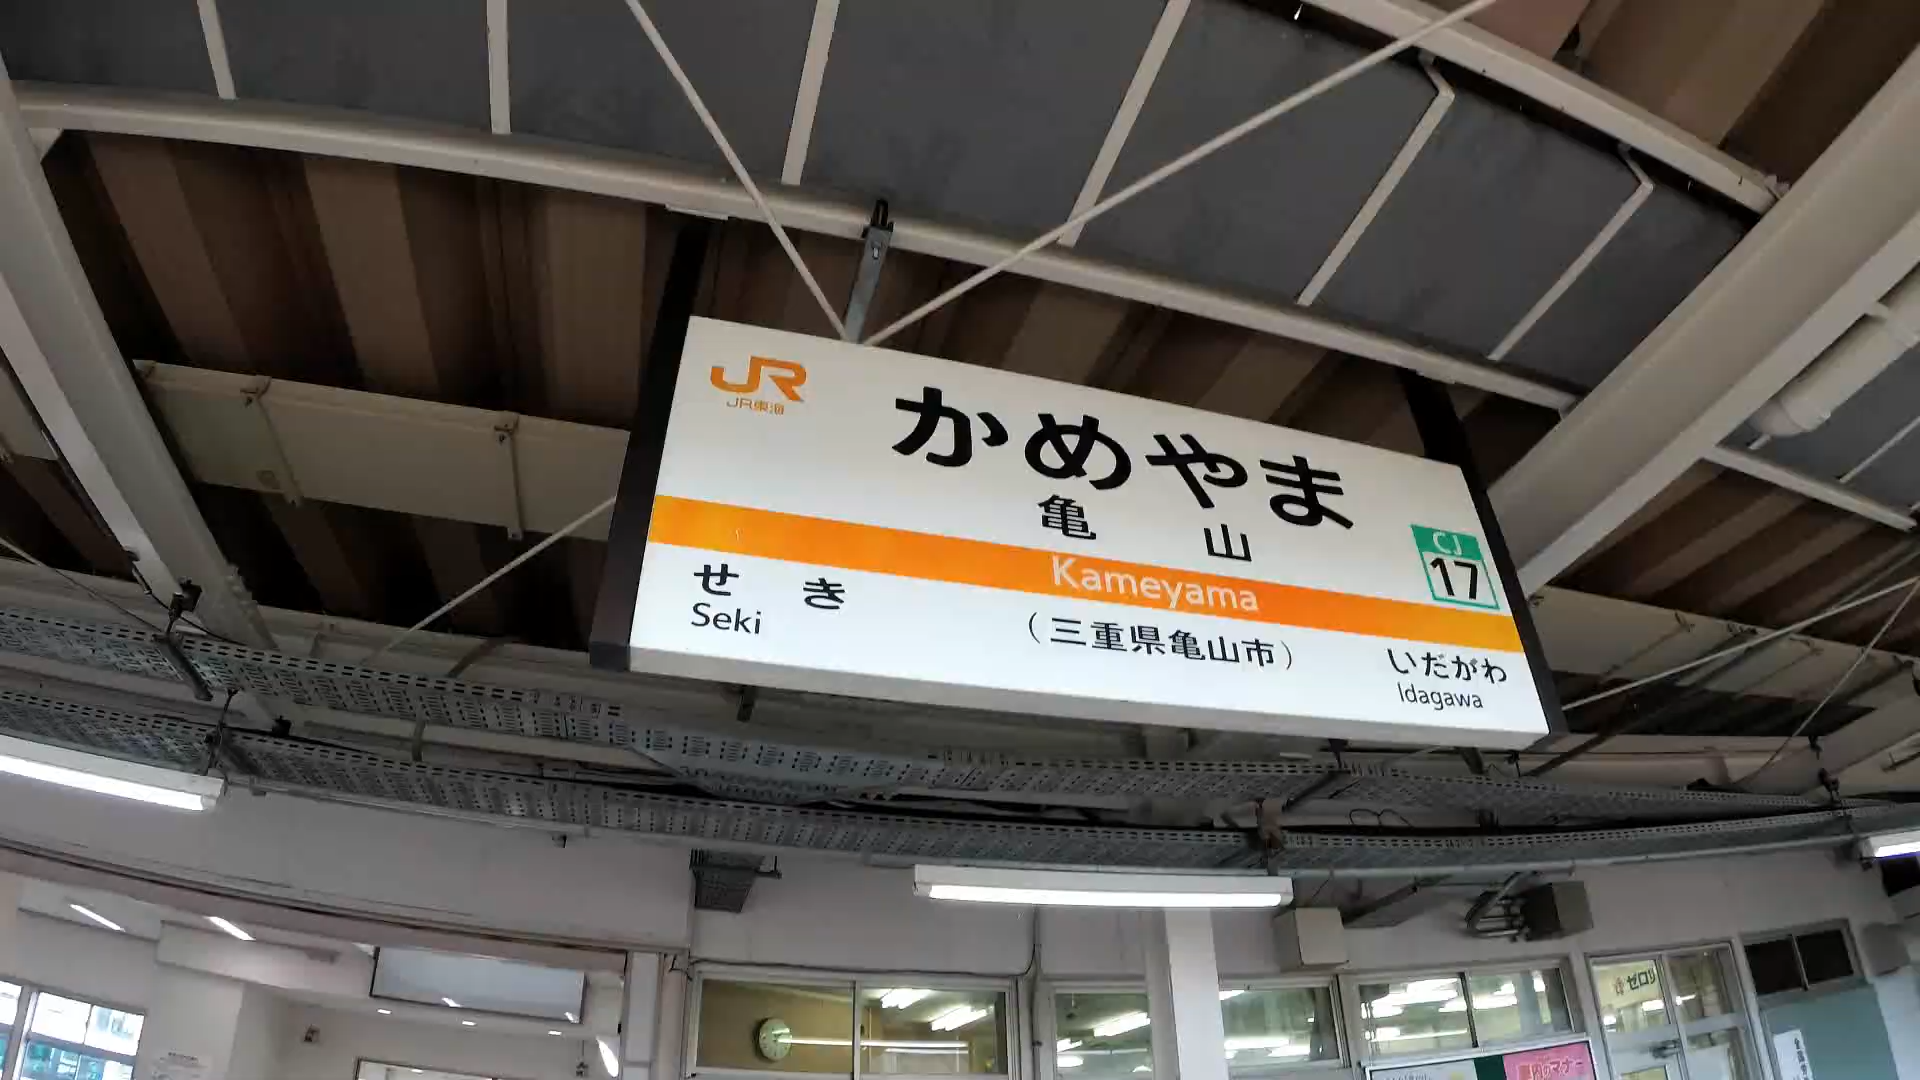 JR
JR東海
かめやま
亀山
CJ
17
Kameyama
せき
Seki
(三重県亀山市)
いだがわ
Idagawa